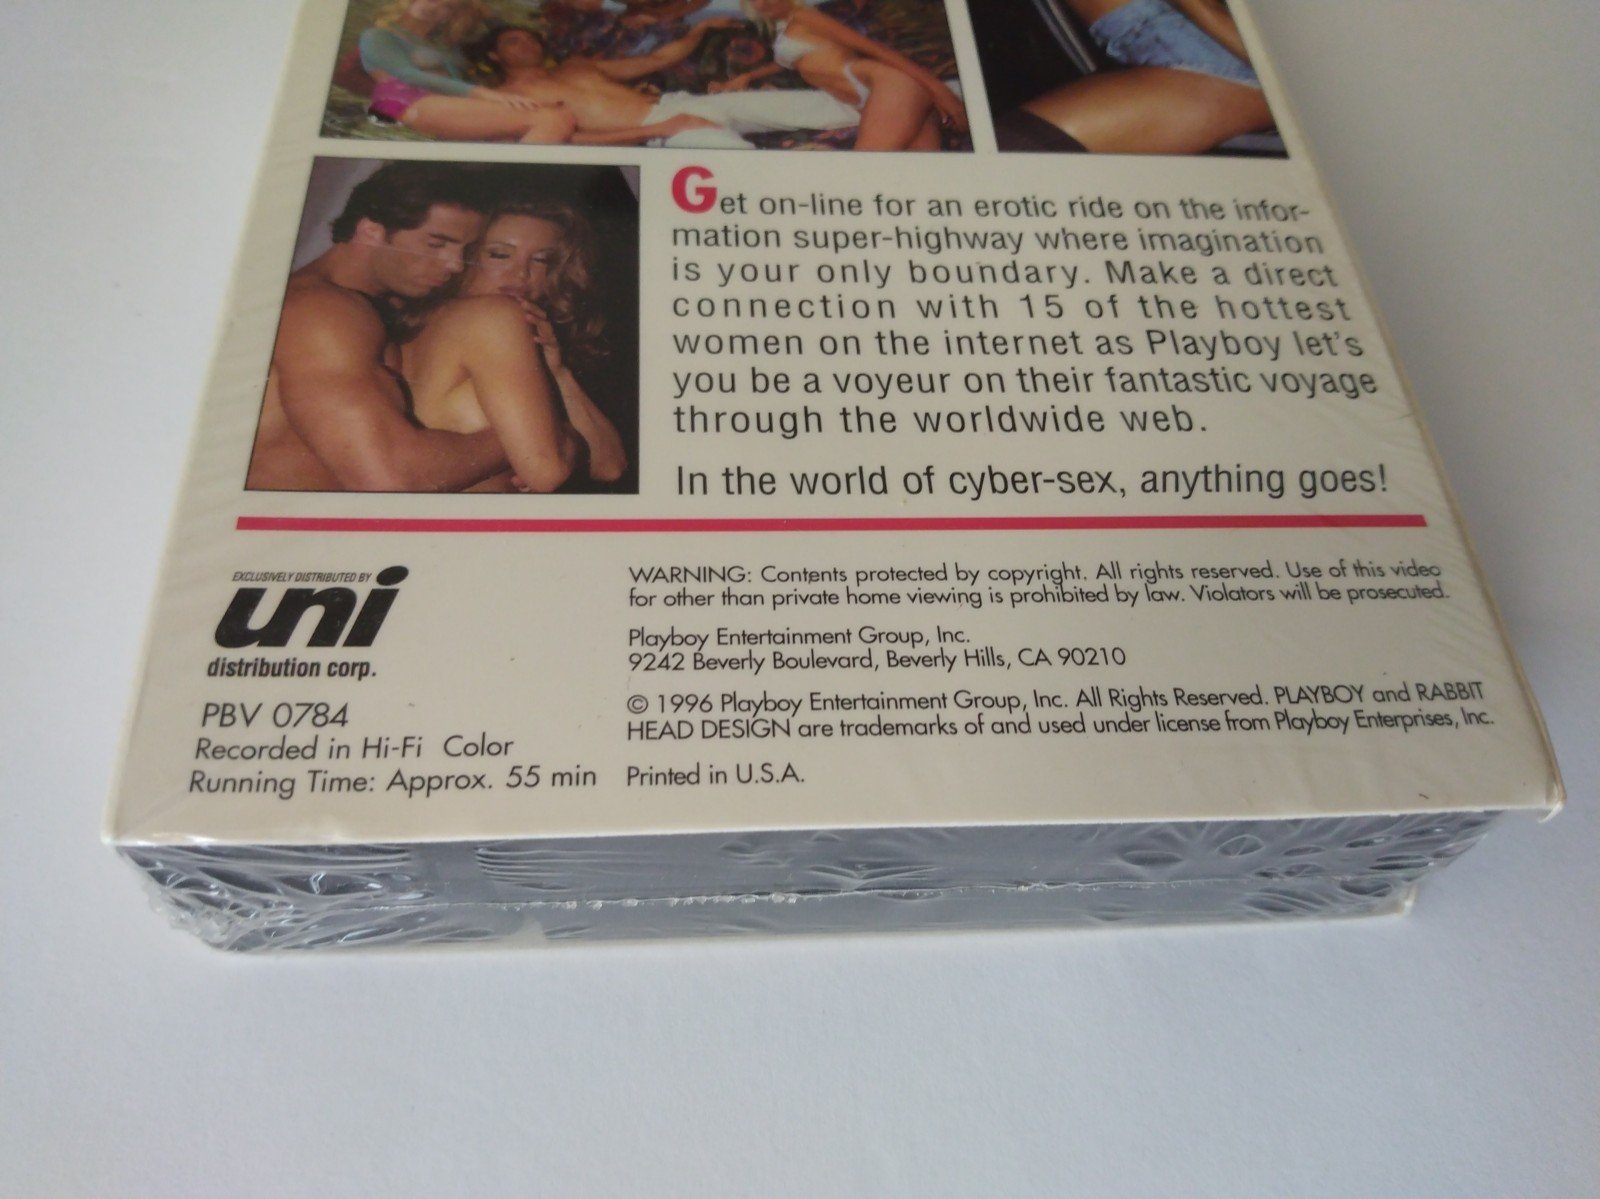 Get on-line for an erotic ride on the infor-
mation super-highway where imagination
is your only boundary. Make a direct
connection with 15 of the hottest
women on the internet as Playboy let's
you be a voyeur on their fantastic voyage
through the worldwide web.
In the world of cyber-sex, anything goes!
EXCLUSIVELY DISTRIBUTED BY
uni
distribution corp.
PBV 0784
Recorded in Hi-Fi Color
Running Time: Approx. 55 min
WARNING: Contents protected by copyright. All rights reserved. Use of this video
for other than private home viewing is prohibited by law. Violators will be prosecuted.
Playboy Entertainment Group, Inc.
9242 Beverly Boulevard, Beverly Hills, CA 90210
© 1996 Playboy Entertainment Group, Inc. All Rights Reserved. PLAYBOY and RABBIT
HEAD DESIGN are trademarks of and used under license from Playboy Enterprises, Inc.
Printed in U.S.A.